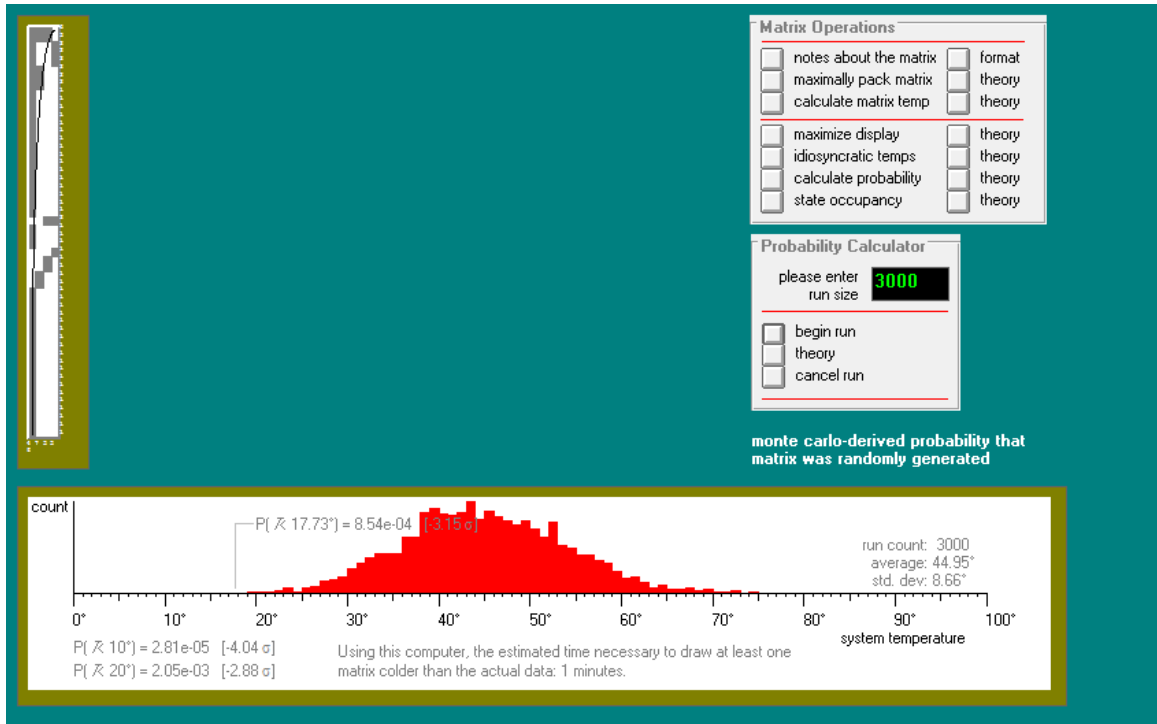 Matrix Operations
notes about the matrix format
maximally pack matrix theory
calculate matrix temp theory
maximize display theory
idiosyncratic temps theory
calculate probability theory
state occupancy theory
Probability Calculator
please enter
run size
3000
begin run
theory
cancel run
monte carlo-derived probability that
matrix was randomly generated
count
P( T< 17.73°) = 8.54e-04 [-3.15 σ]
run count: 3000
average: 44.95°
std. dev: 8.66°
0° 10° 20° 30° 40° 50° 60° 70° 80° 90° 100°
system temperature
P( T< 10°) = 2.81e-05 [-4.04 σ]
P( T< 20°) = 2.05e-03 [-2.88 σ]
Using this computer, the estimated time necessary to draw at least one
matrix colder than the actual data: 1 minutes.